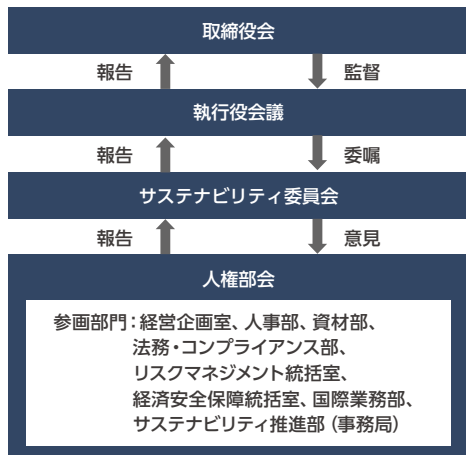 取締役会
報告 監督
執行役会議
報告 委嘱
サステナビリティ委員会
報告 意見
人権部会
参画部門：経営企画室、人事部、資材部、
法務・コンプライアンス部、
リスクマネジメント統括室、
経済安全保障統括室、国際業務部、
サステナビリティ推進部（事務局）